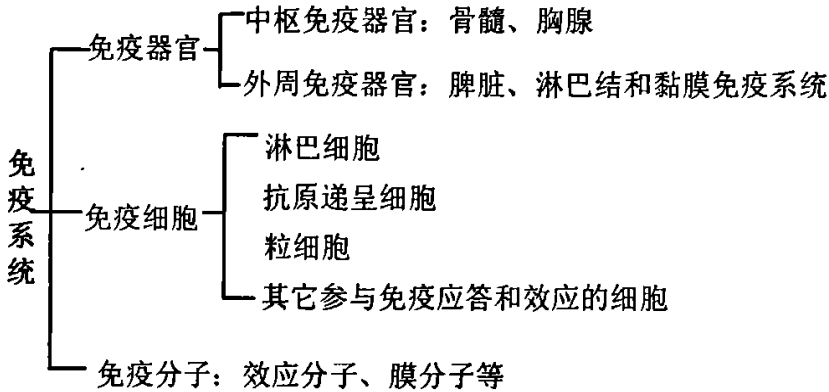 免疫系统
免疫器官
中枢免疫器官：骨髓、胸腺
外周免疫器官：脾脏、淋巴结和黏膜免疫系统
免疫细胞
淋巴细胞
抗原递呈细胞
粒细胞
其它参与免疫应答和效应的细胞
免疫分子：效应分子、膜分子等